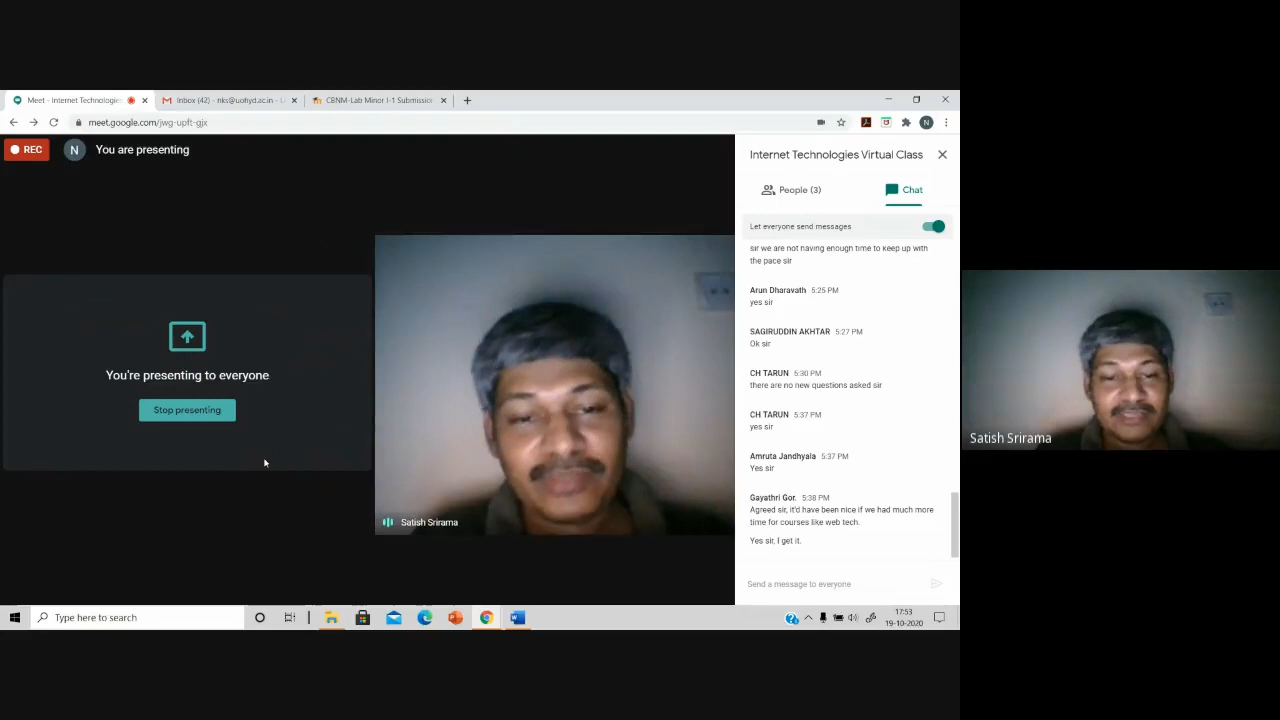 Meet - Internet Technologies
Inbox (42) - nks@uohyd.ac.in - U
CBNM-Lab Minor I-1 Submission
meet.google.com/jwg-upft-gjx
N
REC
N
You are presenting
You're presenting to everyone
Stop presenting
Satish Srirama
Internet Technologies Virtual Class
People (3)
Chat
Let everyone send messages
sir we are not having enough time to keep up with
the pace sir
Arun Dharavath 5:25 PM
yes sir
SAGIRUDDIN AKHTAR 5:27 PM
Ok sir
CH TARUN 5:30 PM
there are no new questions asked sir
CH TARUN 5:37 PM
yes sir
Amruta Jandhyala 5:37 PM
Yes sir
Gayathri Gor. 5:38 PM
Agreed sir, it'd have been nice if we had much more
time for courses like web tech.
Yes sir, I get it.
Send a message to everyone
Satish Srirama
Type here to search
17:53
19-10-2020